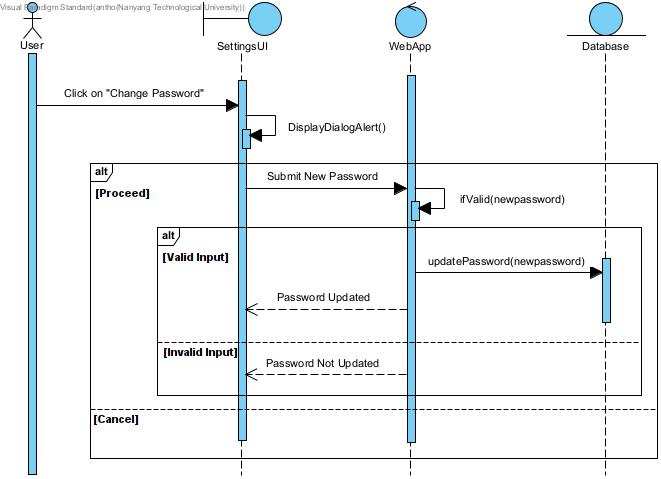 Visual Paradigm Standard(antho(Nanyang Technological University))
User
SettingsUI
WebApp
Database
Click on "Change Password"
DisplayDialogAlert()
alt
[Proceed]
Submit New Password
ifValid(newpassword)
alt
[Valid Input]
updatePassword(newpassword)
Password Updated
[Invalid Input]
Password Not Updated
[Cancel]